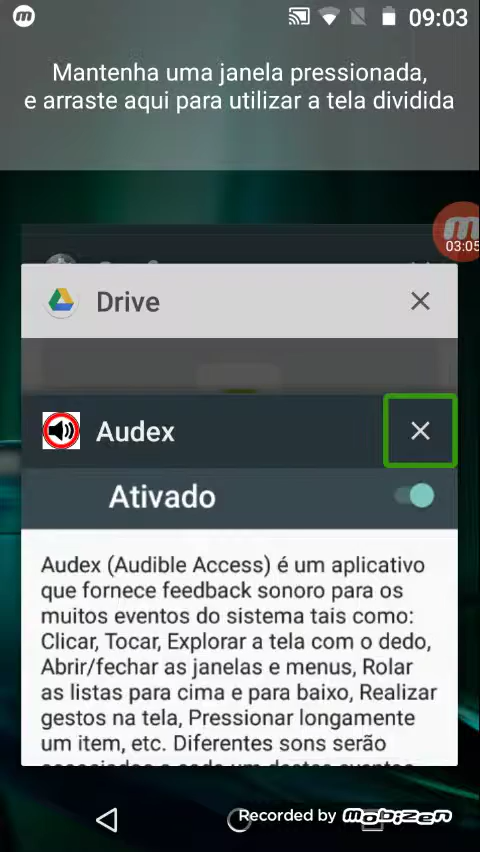 09:03
Mantenha uma janela pressionada,
e arraste aqui para utilizar a tela dividida
03:05
Drive
Audex
Ativado
Audex (Audible Access) é um aplicativo
que fornece feedback sonoro para os
muitos eventos do sistema tais como:
Clicar, Tocar, Explorar a tela com o dedo,
Abrir/fechar as janelas e menus, Rolar
as listas para cima e para baixo, Realizar
gestos na tela, Pressionar longamente
um item, etc. Diferentes sons serão
Recorded by Mobizen